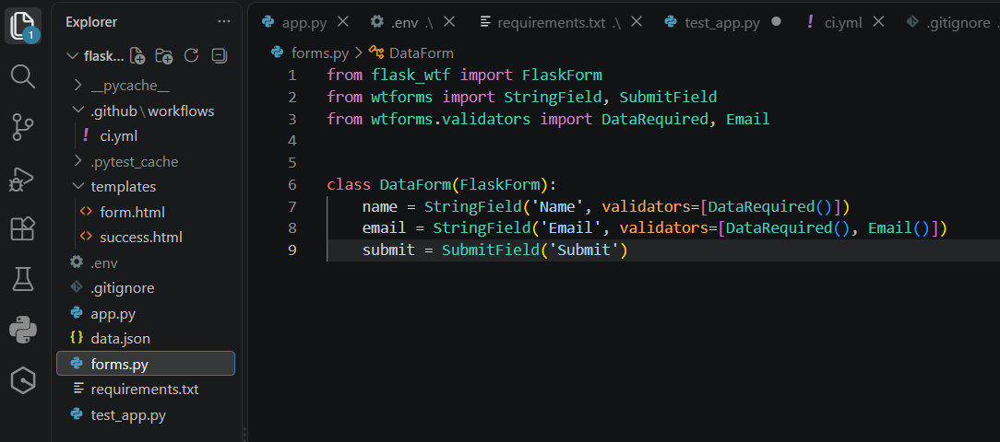 Explorer ...
1
flask...
__pycache__
.github\workflows
! ci.yml
.pytest_cache
templates
<> form.html
<> success.html
.env
.gitignore
app.py
{} data.json
forms.py
requirements.txt
test_app.py
app.py .env .\ requirements.txt .\ test_app.py ! ci.yml .gitignore
forms.py > DataForm
1 from flask_wtf import FlaskForm
2 from wtforms import StringField, SubmitField
3 from wtforms.validators import DataRequired, Email
4
5
6 class DataForm(FlaskForm):
7 name = StringField('Name', validators=[DataRequired()])
8 email = StringField('Email', validators=[DataRequired(), Email()])
9 submit = SubmitField('Submit')